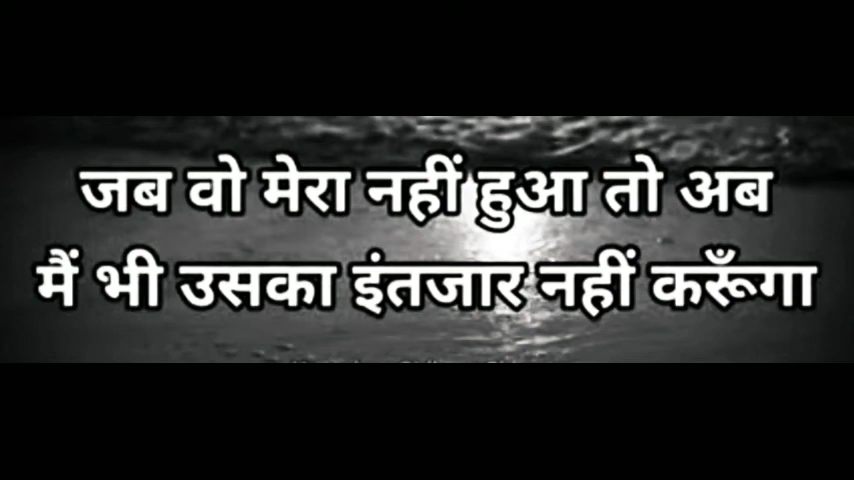 जब वो मेरा नहीं हुआ तो अब
मैं भी उसका इंतजार नहीं करूँगा